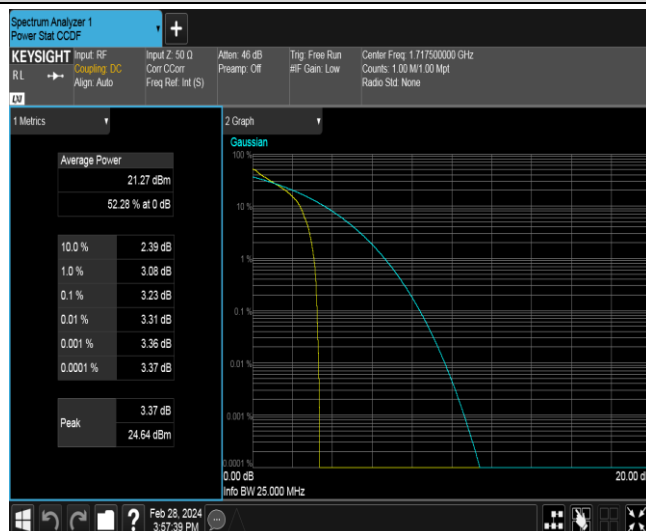 Spectrum Analyzer 1
Power Stat CCDF
+
KEYSIGHT
RL
LXI
Input: RF
Coupling: DC
Align: Auto
Input Z: 50 Ω
Corr CCorr
Freq Ref: Int (S)
Atten: 46 dB
Preamp: Off
Trig: Free Run
#IF Gain: Low
Center Freq: 1.717500000 GHz
Counts: 1.00 M/1.00 Mpt
Radio Std: None
1 Metrics
Average Power
21.27 dBm
52.28 % at 0 dB
10.0 % 2.39 dB
1.0 % 3.08 dB
0.1 % 3.23 dB
0.01 % 3.31 dB
0.001 % 3.36 dB
0.0001 % 3.37 dB
Peak
3.37 dB
24.64 dBm
2 Graph
Gaussian
100 %
10 %
1 %
0.1 %
0.01 %
0.001 %
0.0001 %
0.00 dB
20.00 d
Info BW 25.000 MHz
?
Feb 28, 2024
3:57:39 PM